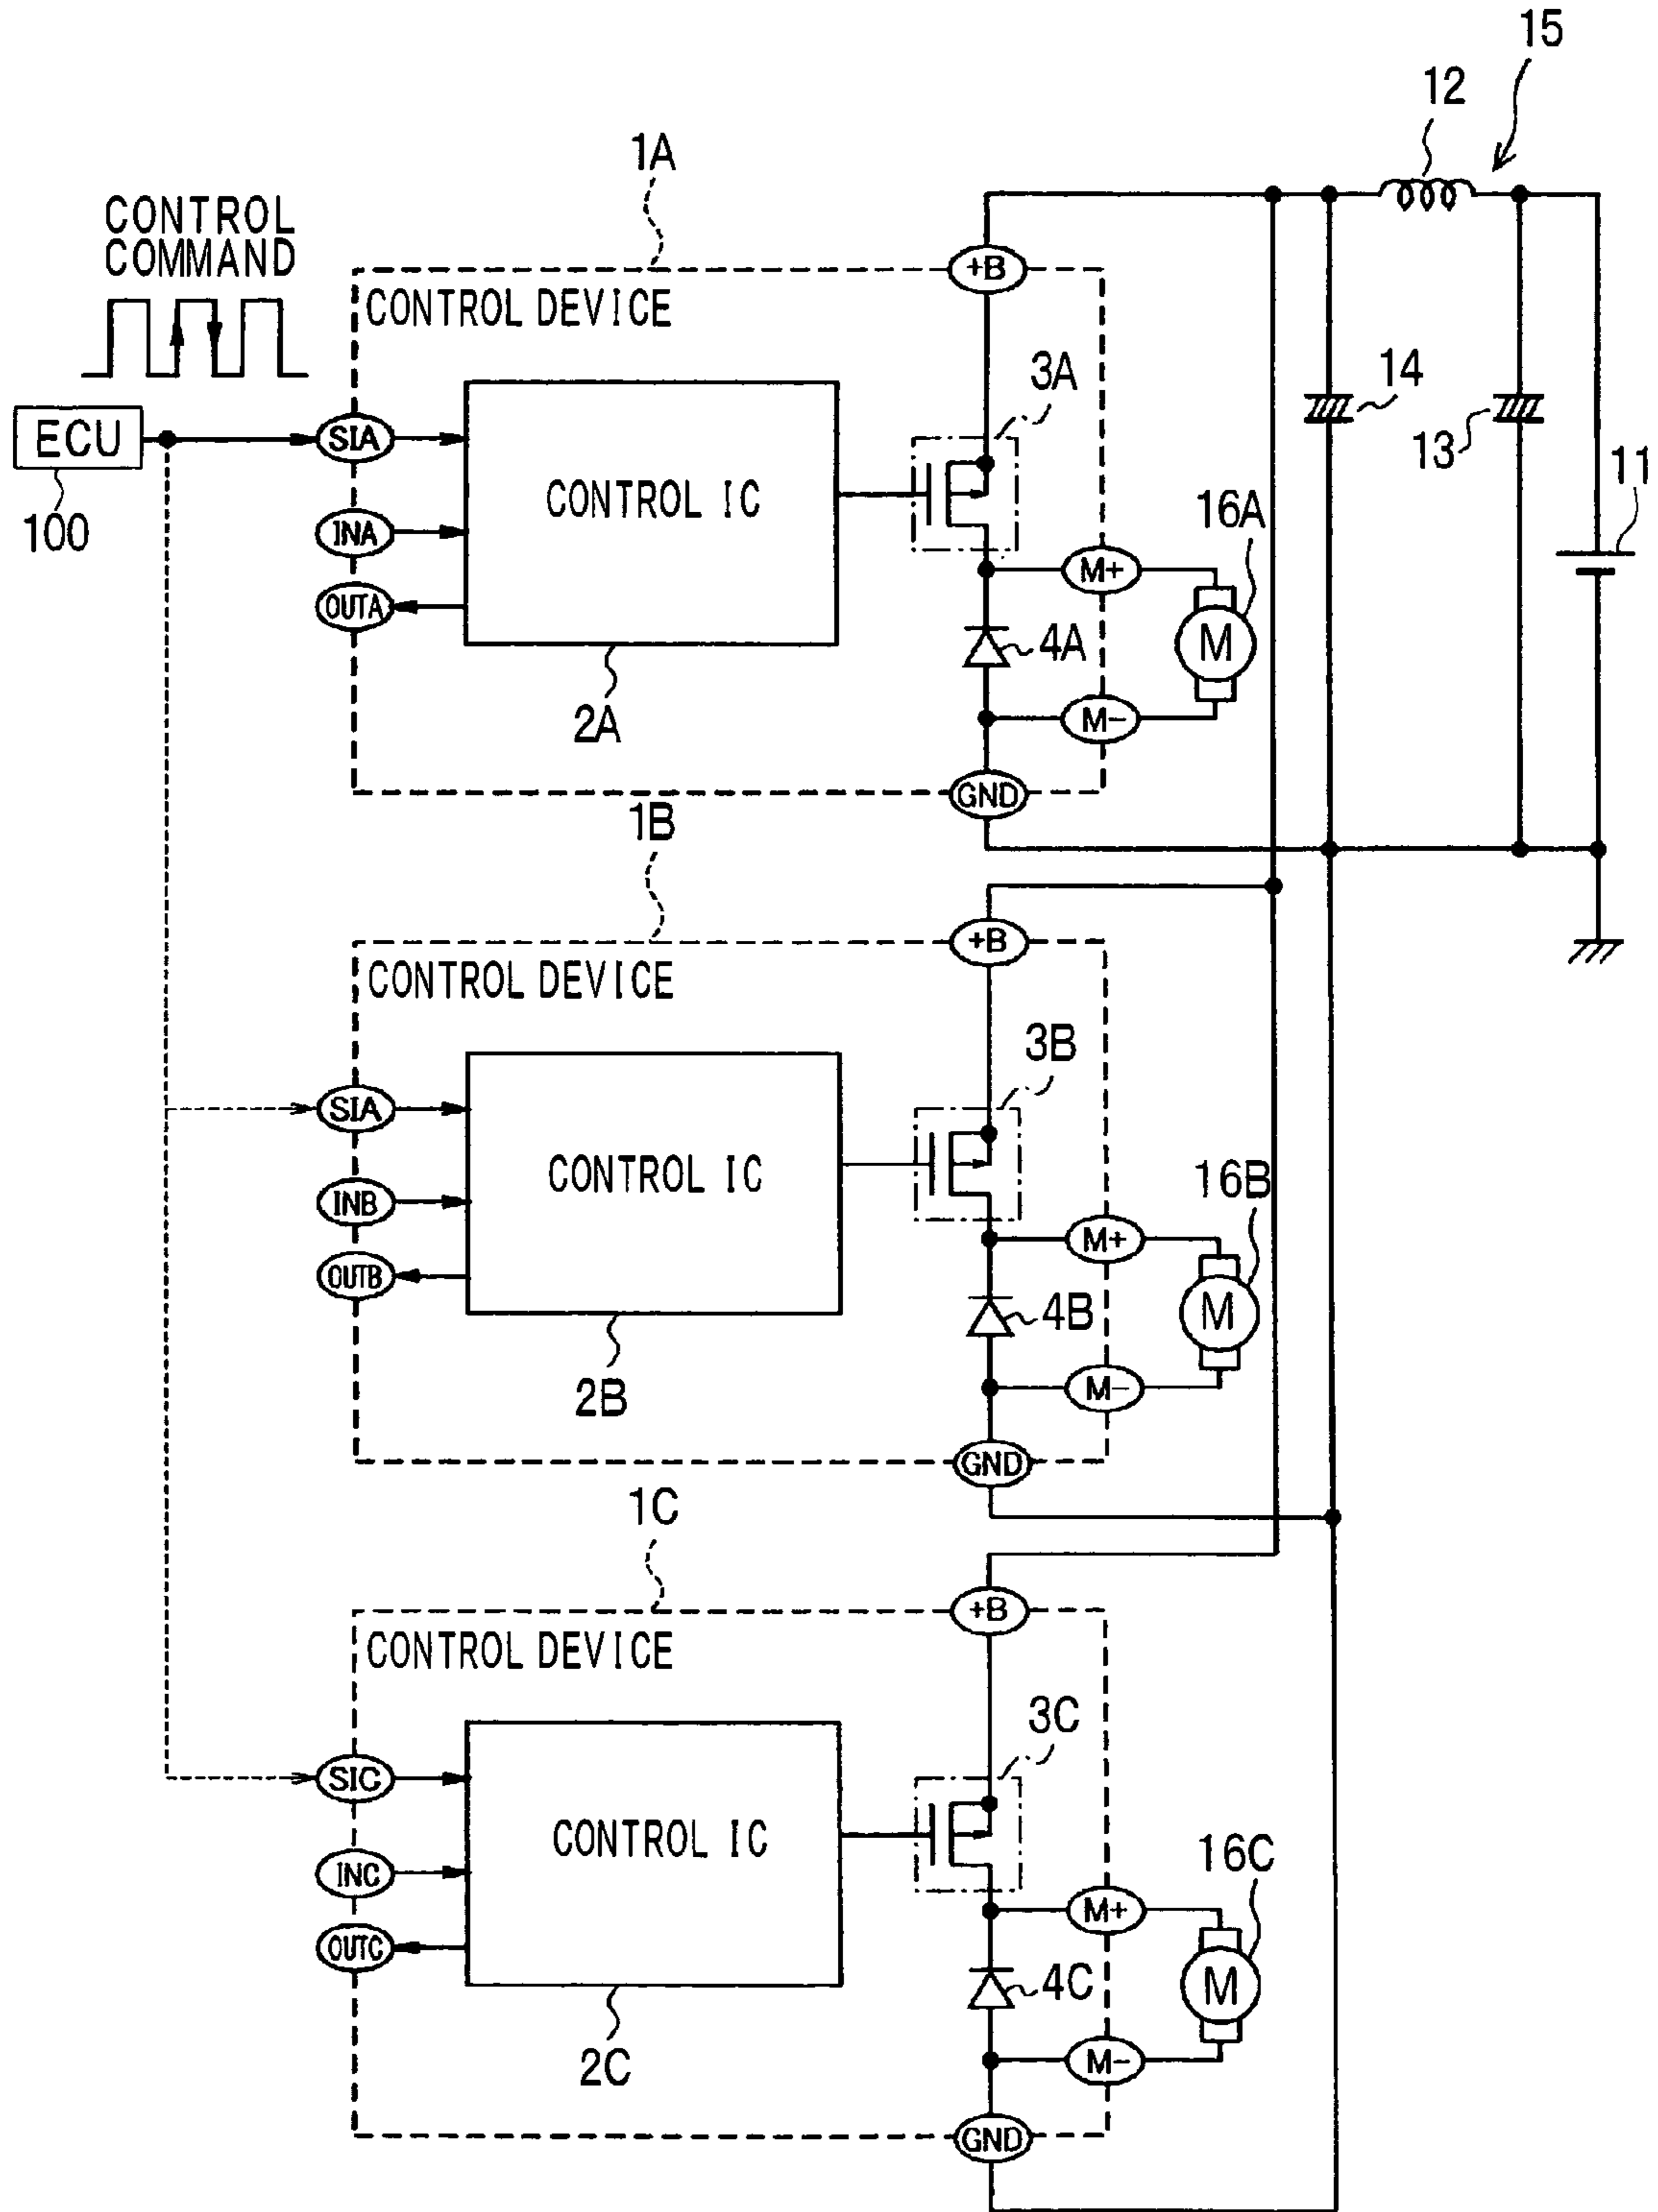 15
12
1A
CONTROL
COMMAND
+B
CONTROL DEVICE
3A
14
13
11
ECU
SIA
CONTROL IC
16A
100
INA
M+
OUTA
4A
M
2A
M-
GND
1B
+B
CONTROL DEVICE
3B
SIA
CONTROL IC
16B
INB
M+
OUTB
4B
M
2B
M-
GND
1C
+B
CONTROL DEVICE
3C
SIC
CONTROL IC
16C
INC
M+
OUTC
4C
M
2C
M-
GND